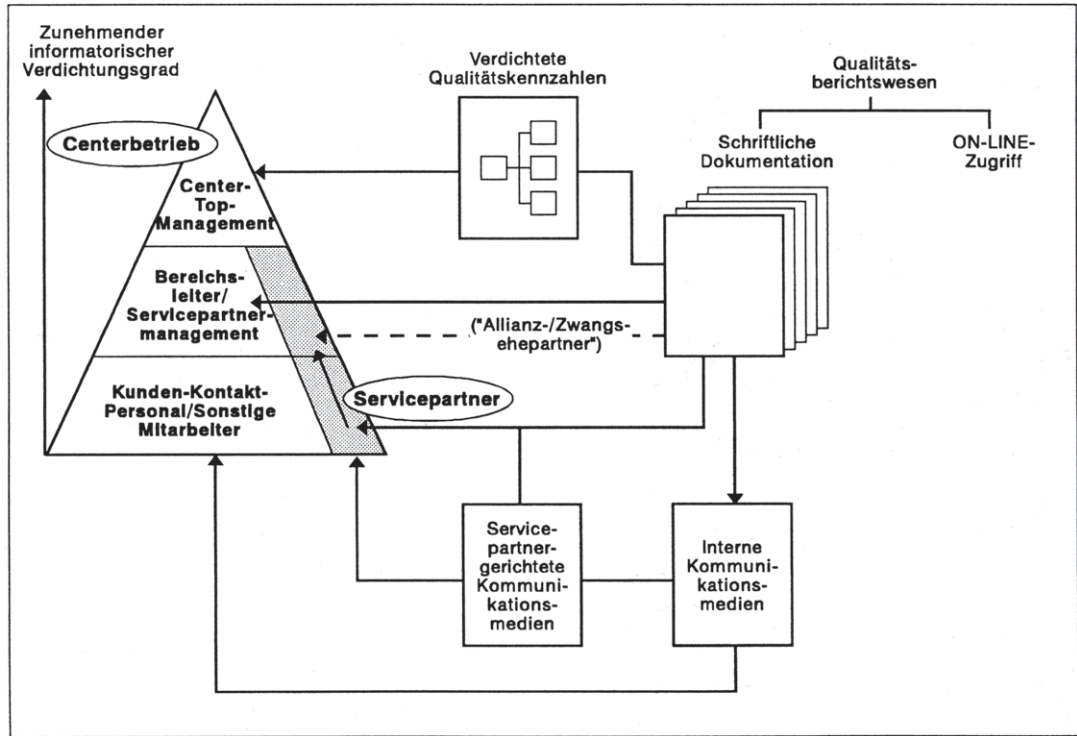 Zunehmender
informatorischer
Verdichtungsgrad
Centerbetrieb
Center-
Top-
Management
Bereichs-
leiter/
Servicepartner-
management
Kunden-Kontakt-
Personal/Sonstige
Mitarbeiter
Verdichtete
Qualitätskennzahlen
Qualitäts-
berichtswesen
Schriftliche
Dokumentation
ON-LINE-
Zugriff
("Allianz-/Zwangs-
ehepartner")
Servicepartner
Service-
partner-
gerichtete
Kommuni-
kations-
medien
Interne
Kommuni-
kations-
medien